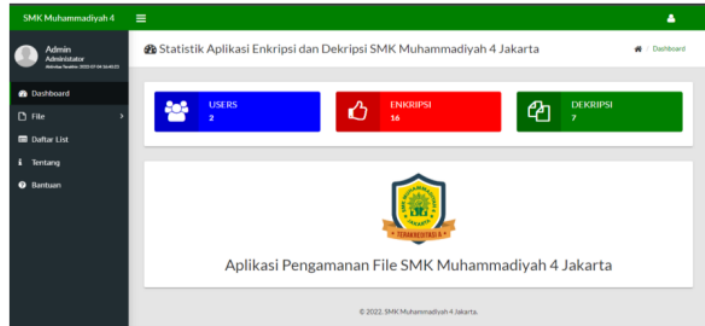 SMK Muhammadiyah 4
Admin
Administator
Dashboard
File
Daftar List
Tentang
Bantuan
Statistik Aplikasi Enkripsi dan Dekripsi SMK Muhammadiyah 4 Jakarta
/ Dashboard
USERS
2
ENKRIPSI
16
DEKRIPSI
7
TERAKREDITASI A
Aplikasi Pengamanan File SMK Muhammadiyah 4 Jakarta
© 2022. SMK Muhammadiyah 4 Jakarta.